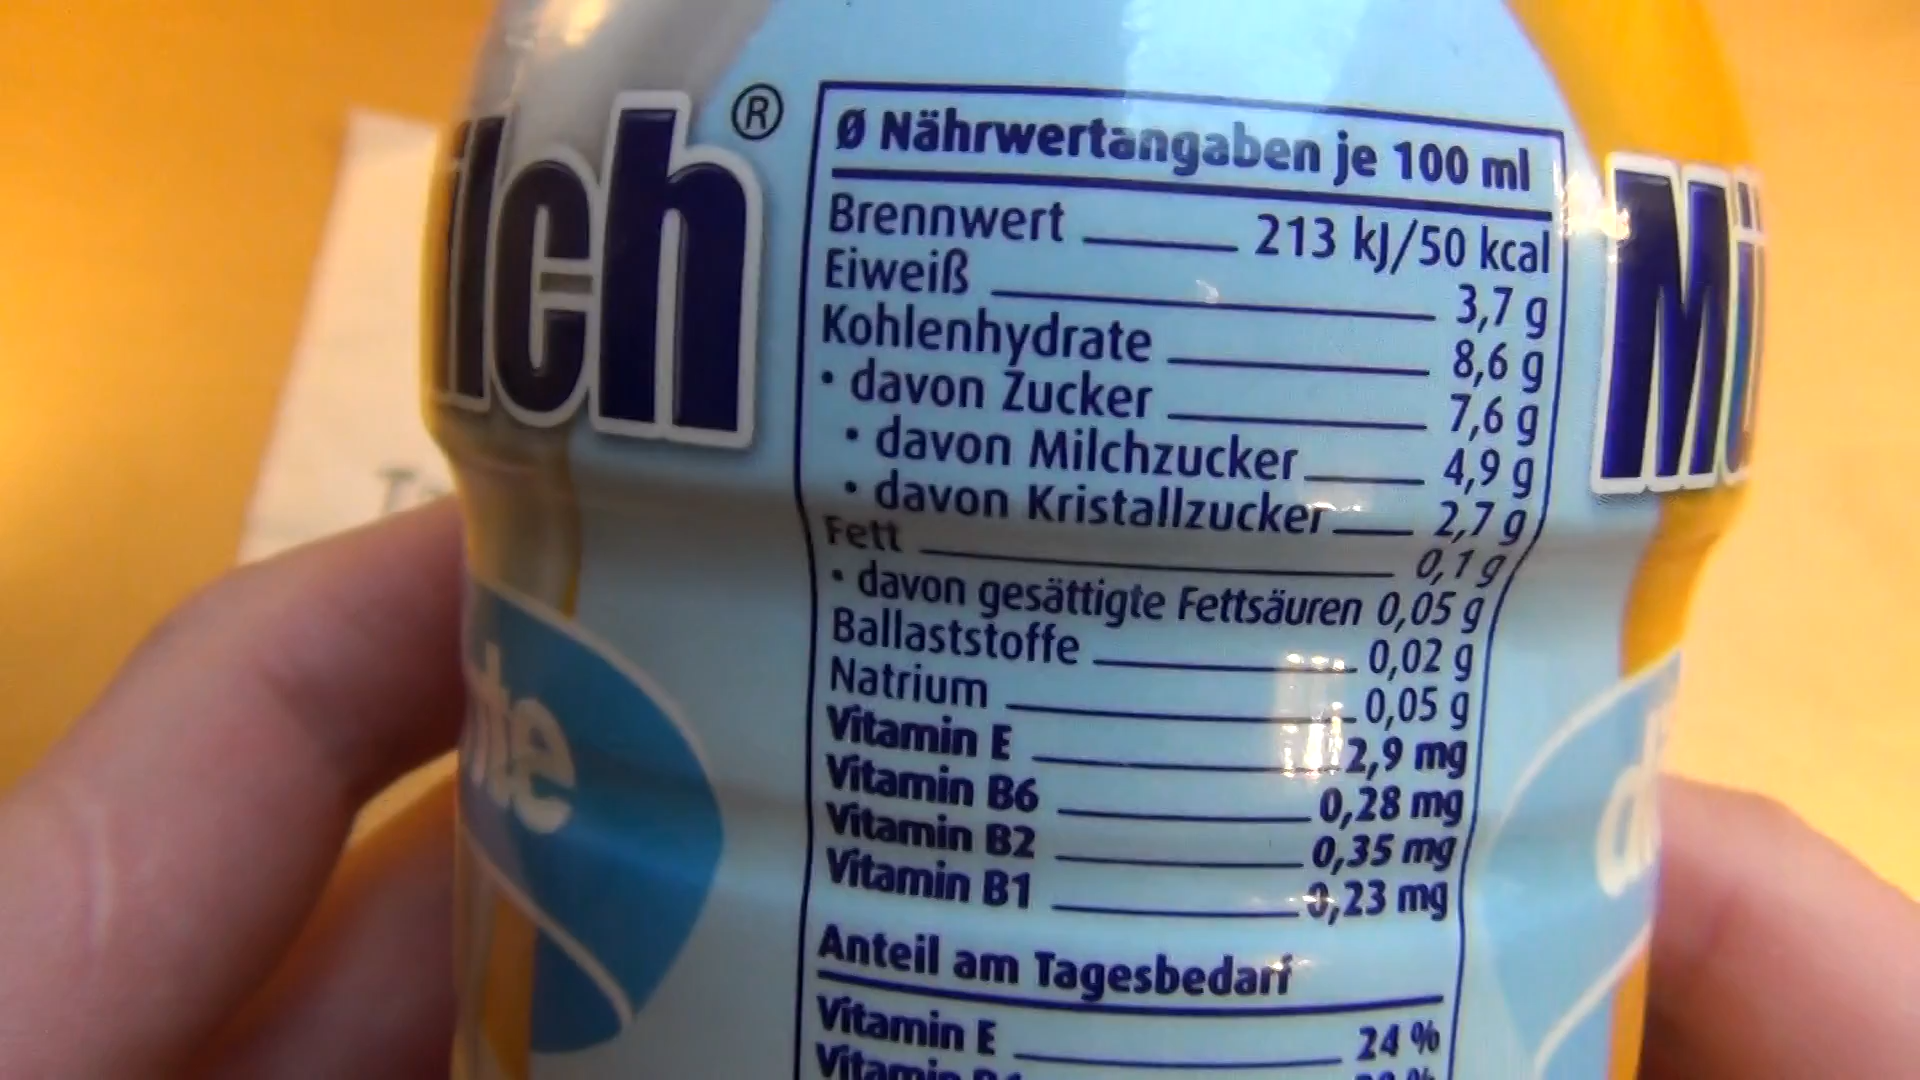 ilch®
Ø Nährwertangaben je 100 ml
Brennwert 213 kJ/50 kcal
Eiweiß 3,7 g
Kohlenhydrate 8,6 g
• davon Zucker 7,6 g
• davon Milchzucker 4,9 g
• davon Kristallzucker 2,7 g
Fett 0,1 g
• davon gesättigte Fettsäuren 0,05 g
Ballaststoffe 0,02 g
Natrium 0,05 g
Vitamin E 2,9 mg
Vitamin B6 0,28 mg
Vitamin B2 0,35 mg
Vitamin B1 0,23 mg
Anteil am Tagesbedarf
Vitamin E 24 %
Mü